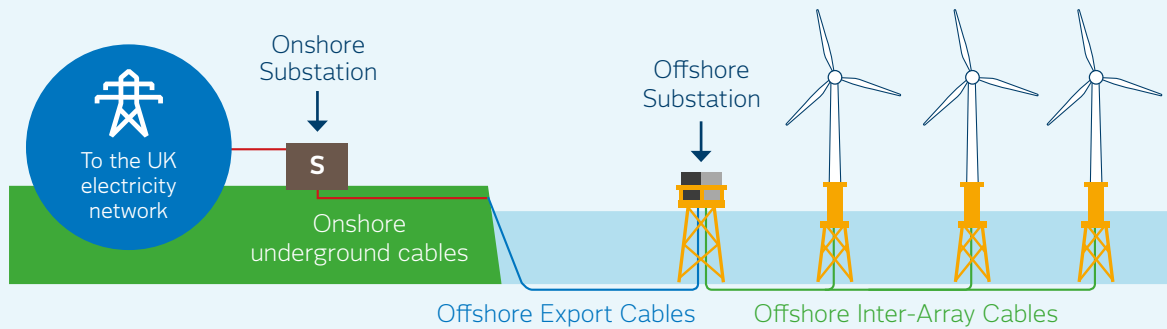 Onshore
Substation
Offshore
Substation
To the UK
electricity
network
S
Onshore
underground cables
Offshore Export Cables
Offshore Inter-Array Cables